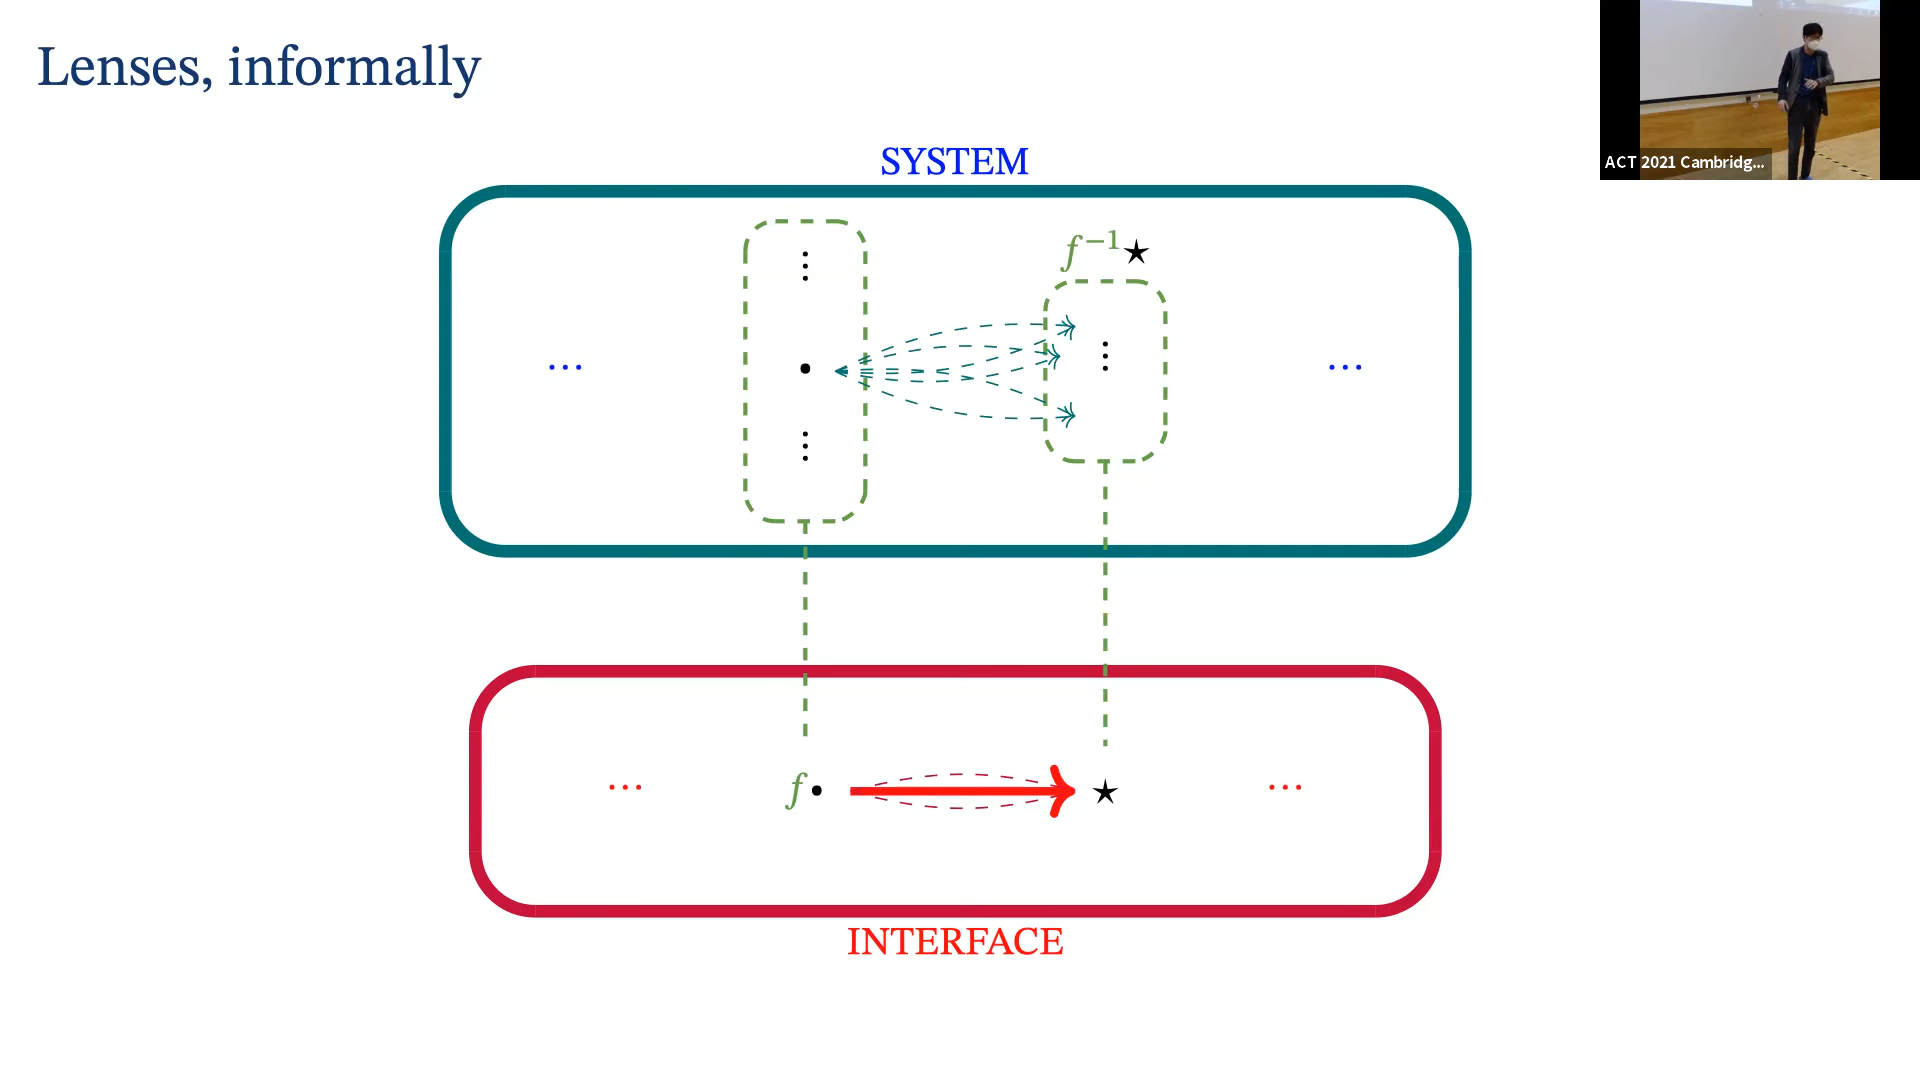 Lenses, informally
ACT 2021 Cambridg...
SYSTEM
⋮
f⁻¹★
...
•
⋮
...
⋮
...
f•
★
...
INTERFACE